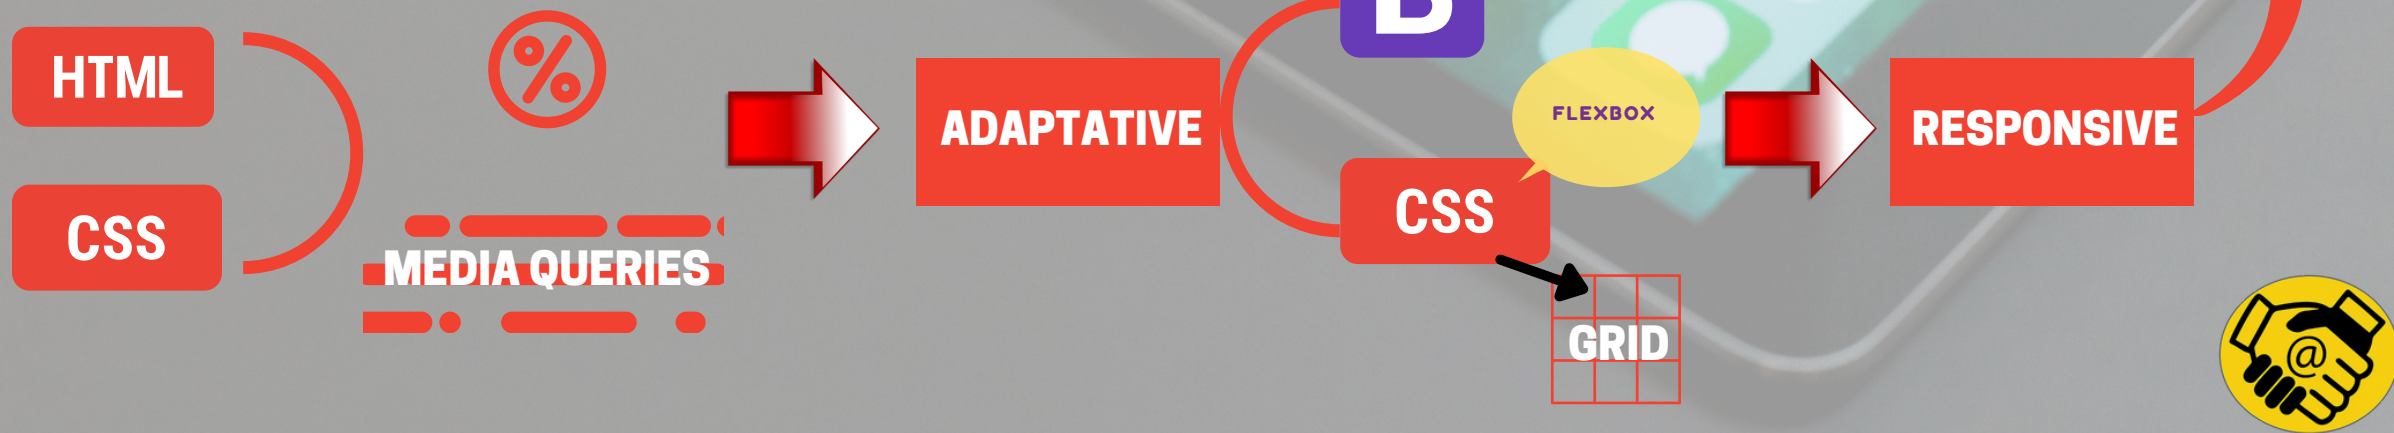 HTML
CSS
%
MEDIA QUERIES
ADAPTATIVE
B
FLEXBOX
CSS
GRID
RESPONSIVE
@